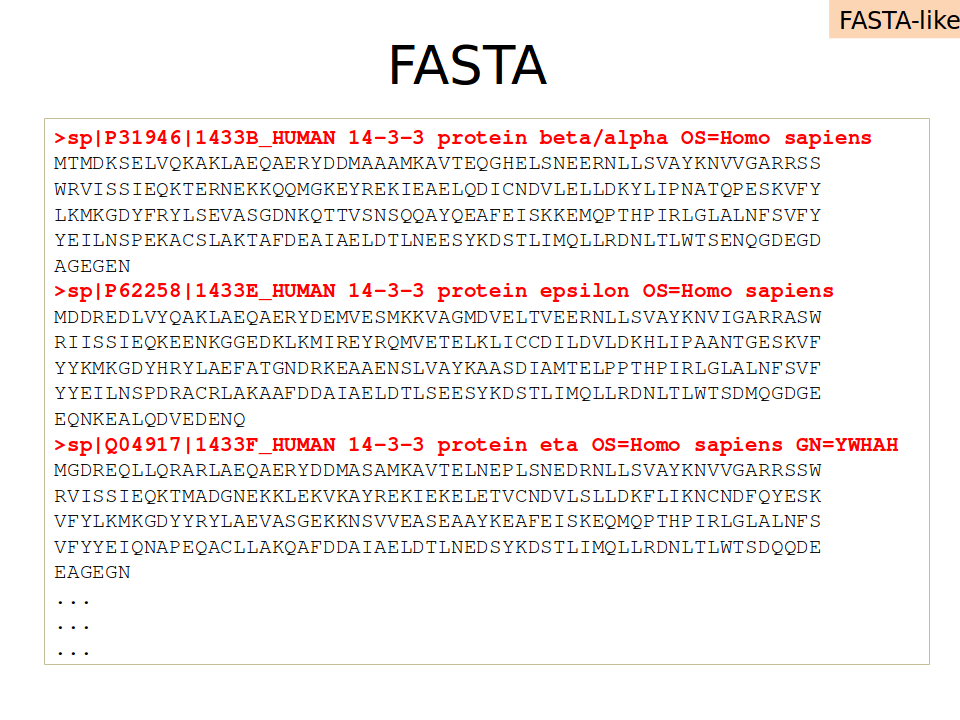 FASTA-like
FASTA
>sp|P31946|1433B_HUMAN 14-3-3 protein beta/alpha OS=Homo sapiens
MTMDKSELVQKAKLAEQAERYDDMAAAMKAVTEQGHELSNEERNLLSVAYKNVVGARRSS
WRVISSIEQKTERNEKKQQMGKEYREKIEAELQDICNDVLELLDKYLIPNATQPESKVFY
LKMKGDYFRYLSEVASGDNKQTTVSNSQQAYQEAFEISKKEMQPTHPIRLGLALNFSVFY
YEILNSPEKACSLAKTAFDEAIAELDTLNEESYKDSTLIMQLLRDNLTLWTSENQGDEGD
AGEGEN
>sp|P62258|1433E_HUMAN 14-3-3 protein epsilon OS=Homo sapiens
MDDREDLVYQAKLAEQAERYDEMVESMKKVAGMDVELTVEERNLLSVAYKNVIGARRASW
RIISSIEQKEENKGGEDKLKMIREYRQMVETELKLICCDILDVLDKHLIPAANTGESKVF
YYKMKGDYHRYLAEFATGNDRKEAAENSLVAYKAASDIAMTELPPTHPIRLGLALNFSVF
YYEILNSPDRACRLAKAAFDDAIAELDTLSEESYKDSTLIMQLLRDNLTLWTSDMQGDGE
EQNKEALQDVEDENQ
>sp|Q04917|1433F_HUMAN 14-3-3 protein eta OS=Homo sapiens GN=YWHAH
MGDREQLLQRARLAEQAERYDDMASAMKAVTELNEPLSNEDRNLLSVAYKNVVGARRSSW
RVISSIEQKTMADGNEKKLEKVKAYREKIEKELETVCNDVLSLLDKFLIKNCNDFQYESK
VFYLKMKGDYYRYLAEVASGEKKNSVVEASEAAYKEAFEISKEQMQPTHPIRLGLALNFS
VFYYEIQNAPEQACLLAKQAFDDAIAELDTLNEDSYKDSTLIMQLLRDNLTLWTSDQQDE
EAGEGN
...
...
...